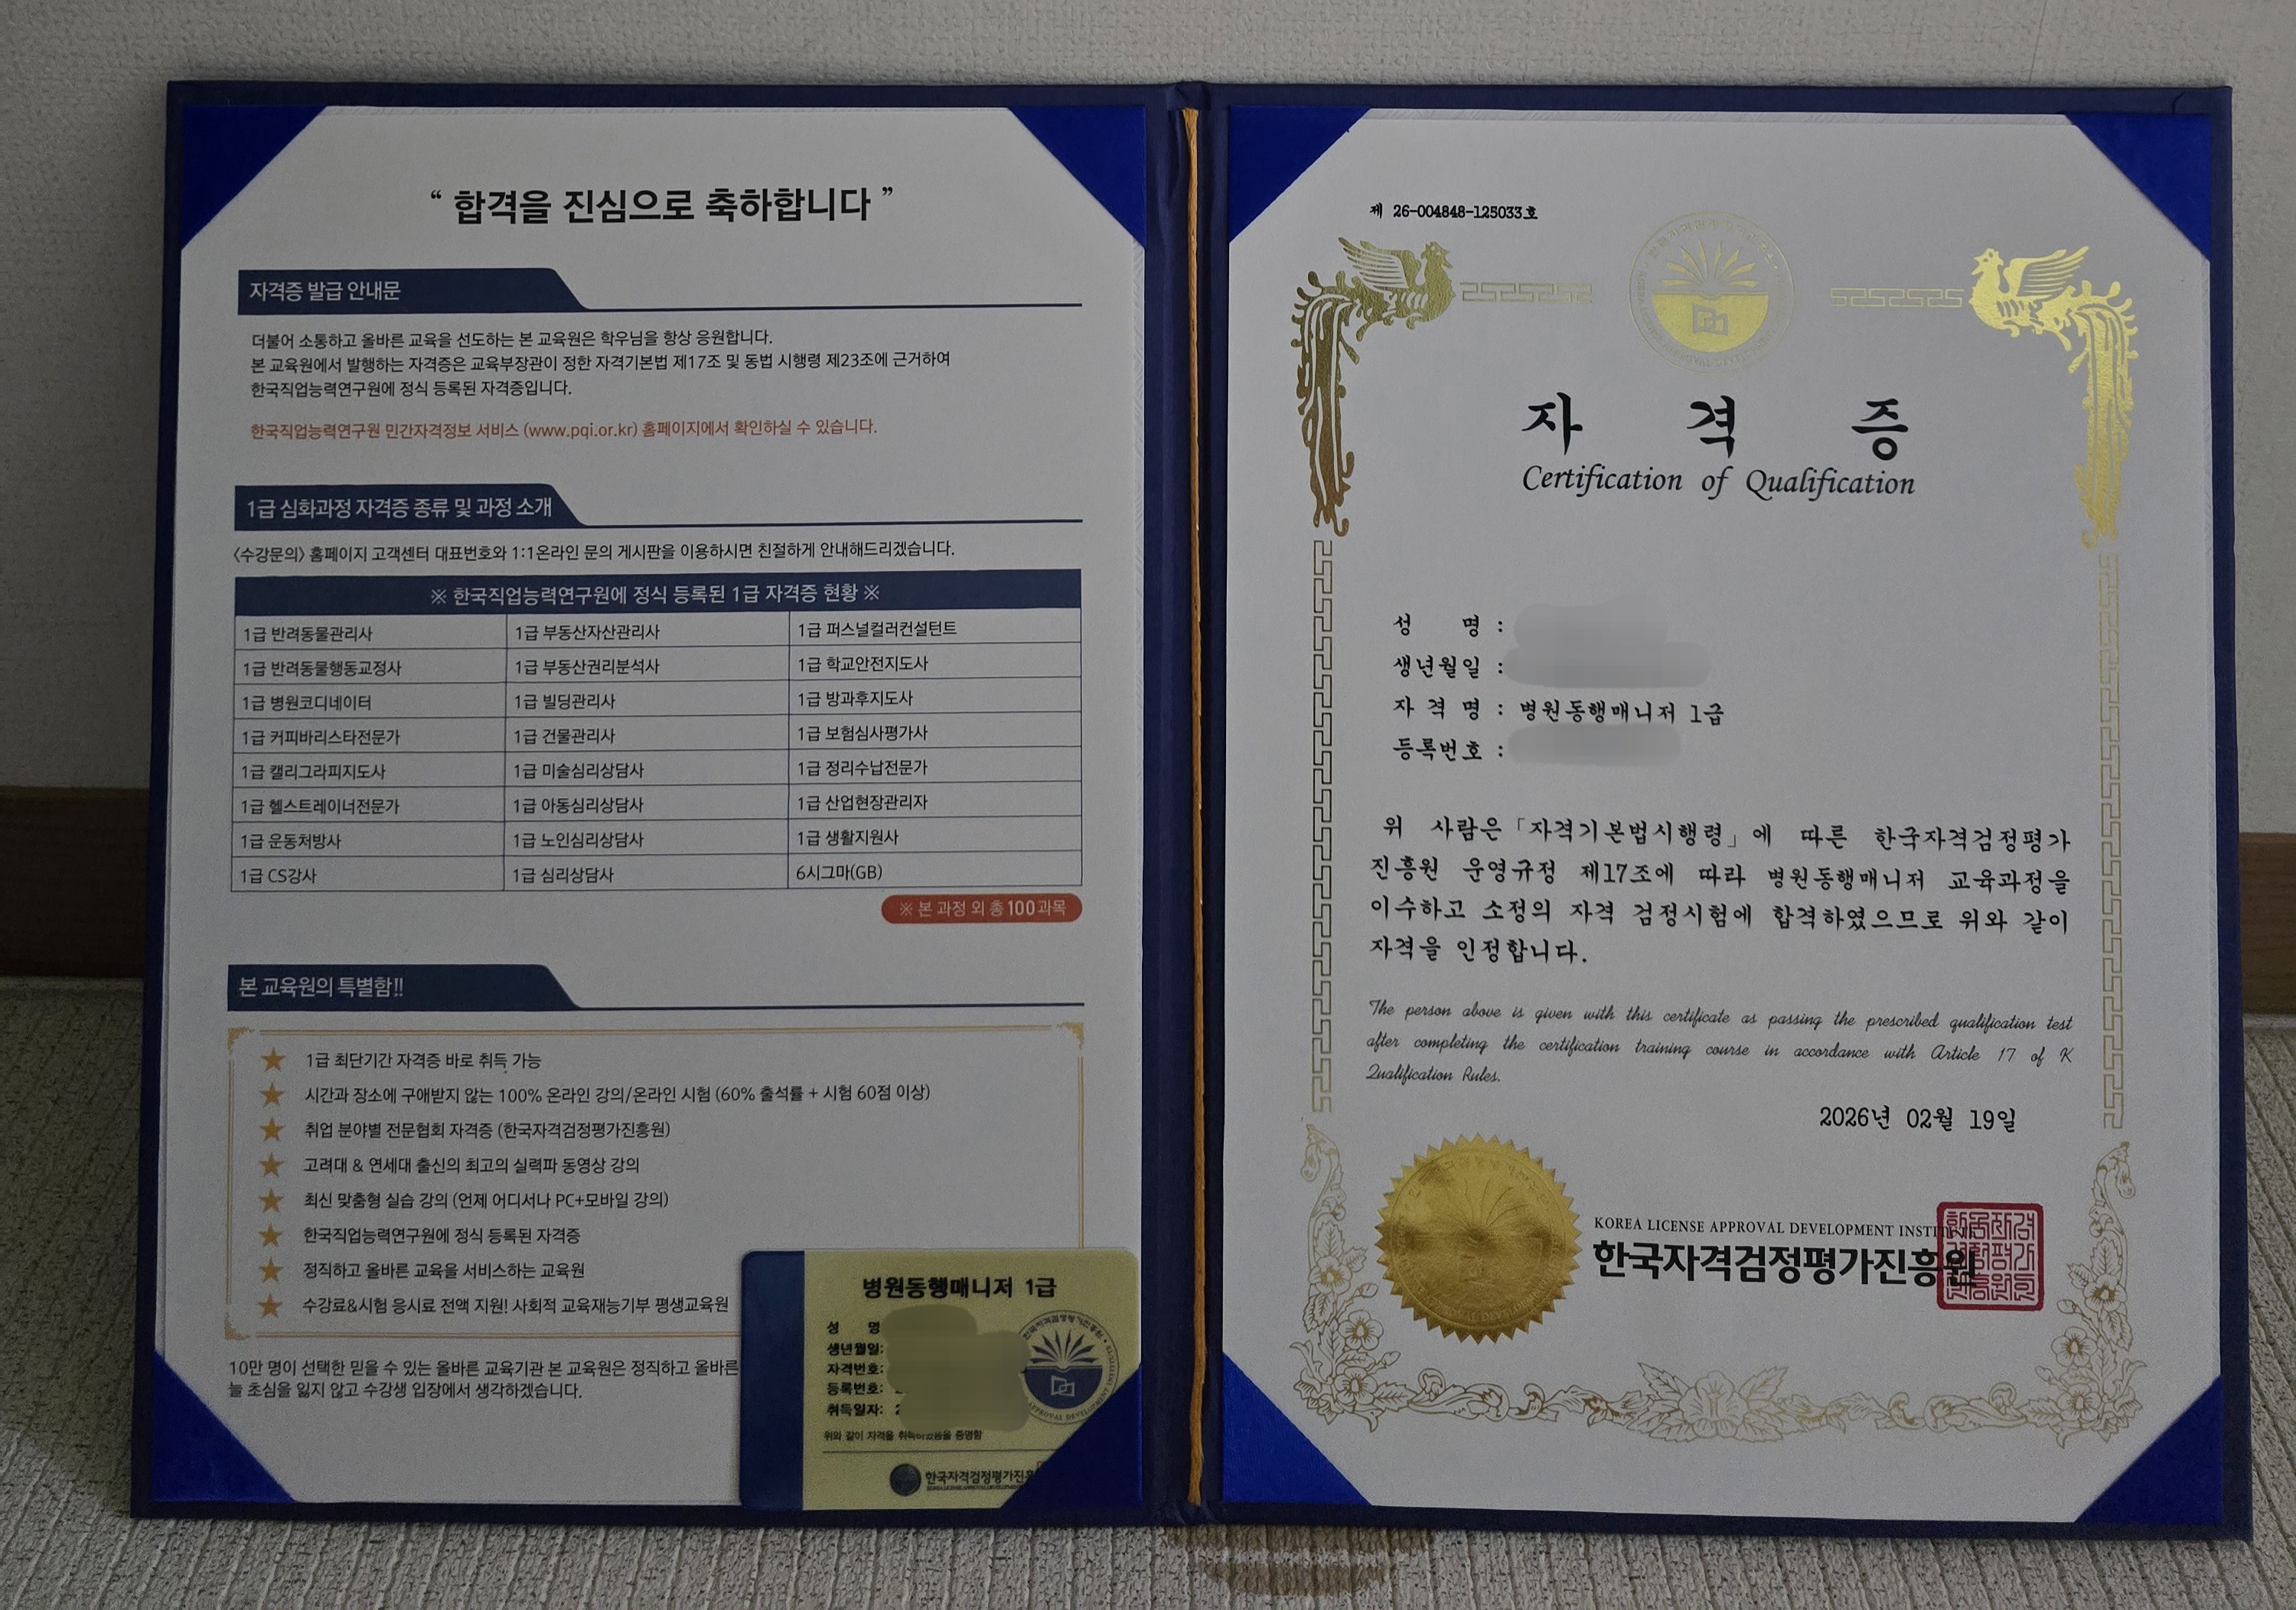 “ 합격을 진심으로 축하합니다 ”
자격증 발급 안내문
더불어 소통하고 올바른 교육을 선도하는 본 교육원은 학우님을 항상 응원합니다.
본 교육원에서 발행하는 자격증은 교육부장관이 정한 자격기본법 제17조 및 동법 시행령 제23조에 근거하여
한국직업능력연구원에 정식 등록된 자격증입니다.
한국직업능력연구원 민간자격정보 서비스 (www.pqi.or.kr) 홈페이지에서 확인하실 수 있습니다.
1급 심화과정 자격증 종류 및 과정 소개
〈수강문의〉 홈페이지 고객센터 대표번호와 1:1온라인 문의 게시판을 이용하시면 친절하게 안내해드리겠습니다.
※ 한국직업능력연구원에 정식 등록된 1급 자격증 현황 ※
1급 반려동물관리사 1급 부동산자산관리사 1급 퍼스널컬러컨설턴트
1급 반려동물행동교정사 1급 부동산권리분석사 1급 학교안전지도사
1급 병원코디네이터 1급 빌딩관리사 1급 방과후지도사
1급 커피바리스타전문가 1급 건물관리사 1급 보험심사평가사
1급 캘리그라피지도사 1급 미술심리상담사 1급 정리수납전문가
1급 헬스트레이너전문가 1급 아동심리상담사 1급 산업현장관리자
1급 운동처방사 1급 노인심리상담사 1급 생활지원사
1급 CS강사 1급 심리상담사 6시그마(GB)
※ 본 과정 외 총 100과목
본 교육원의 특별함!!
1급 최단기간 자격증 바로 취득 가능
시간과 장소에 구애받지 않는 100% 온라인 강의/온라인 시험 (60% 출석률 + 시험 60점 이상)
취업 분야별 전문협회 자격증 (한국자격검정평가진흥원)
고려대 & 연세대 출신의 최고의 실력파 동영상 강의
최신 맞춤형 실습 강의 (언제 어디서나 PC+모바일 강의)
한국직업능력연구원에 정식 등록된 자격증
정직하고 올바른 교육을 서비스하는 교육원
수강료&시험 응시료 전액 지원! 사회적 교육재능기부 평생교육원
10만 명이 선택한 믿을 수 있는 올바른 교육기관 본 교육원은 정직하고 올바른
늘 초심을 잃지 않고 수강생 입장에서 생각하겠습니다.
병원동행매니저 1급
성 명
생년월일:
자격번호:
등록번호:
취득일자: 2
위와 같이 자격을 취득하였음을 증명함
한국자격검정평가진흥
제 26-004848-125033호
자 격 증
Certification of Qualification
성 명 :
생년월일 :
자 격 명 : 병원동행매니저 1급
등록번호 :
위 사람은 「자격기본법시행령」에 따른 한국자격검정평가
진흥원 운영규정 제17조에 따라 병원동행매니저 교육과정을
이수하고 소정의 자격 검정시험에 합격하였으므로 위와 같이
자격을 인정합니다.
The person above is given with this certificate as passing the prescribed qualification test
after completing the certification training course in accordance with Article 17 of K
Qualification Rules.
2026년 02월 19일
KOREA LICENSE APPROVAL DEVELOPMENT INSTITUTE
한국자격검정평가진흥원